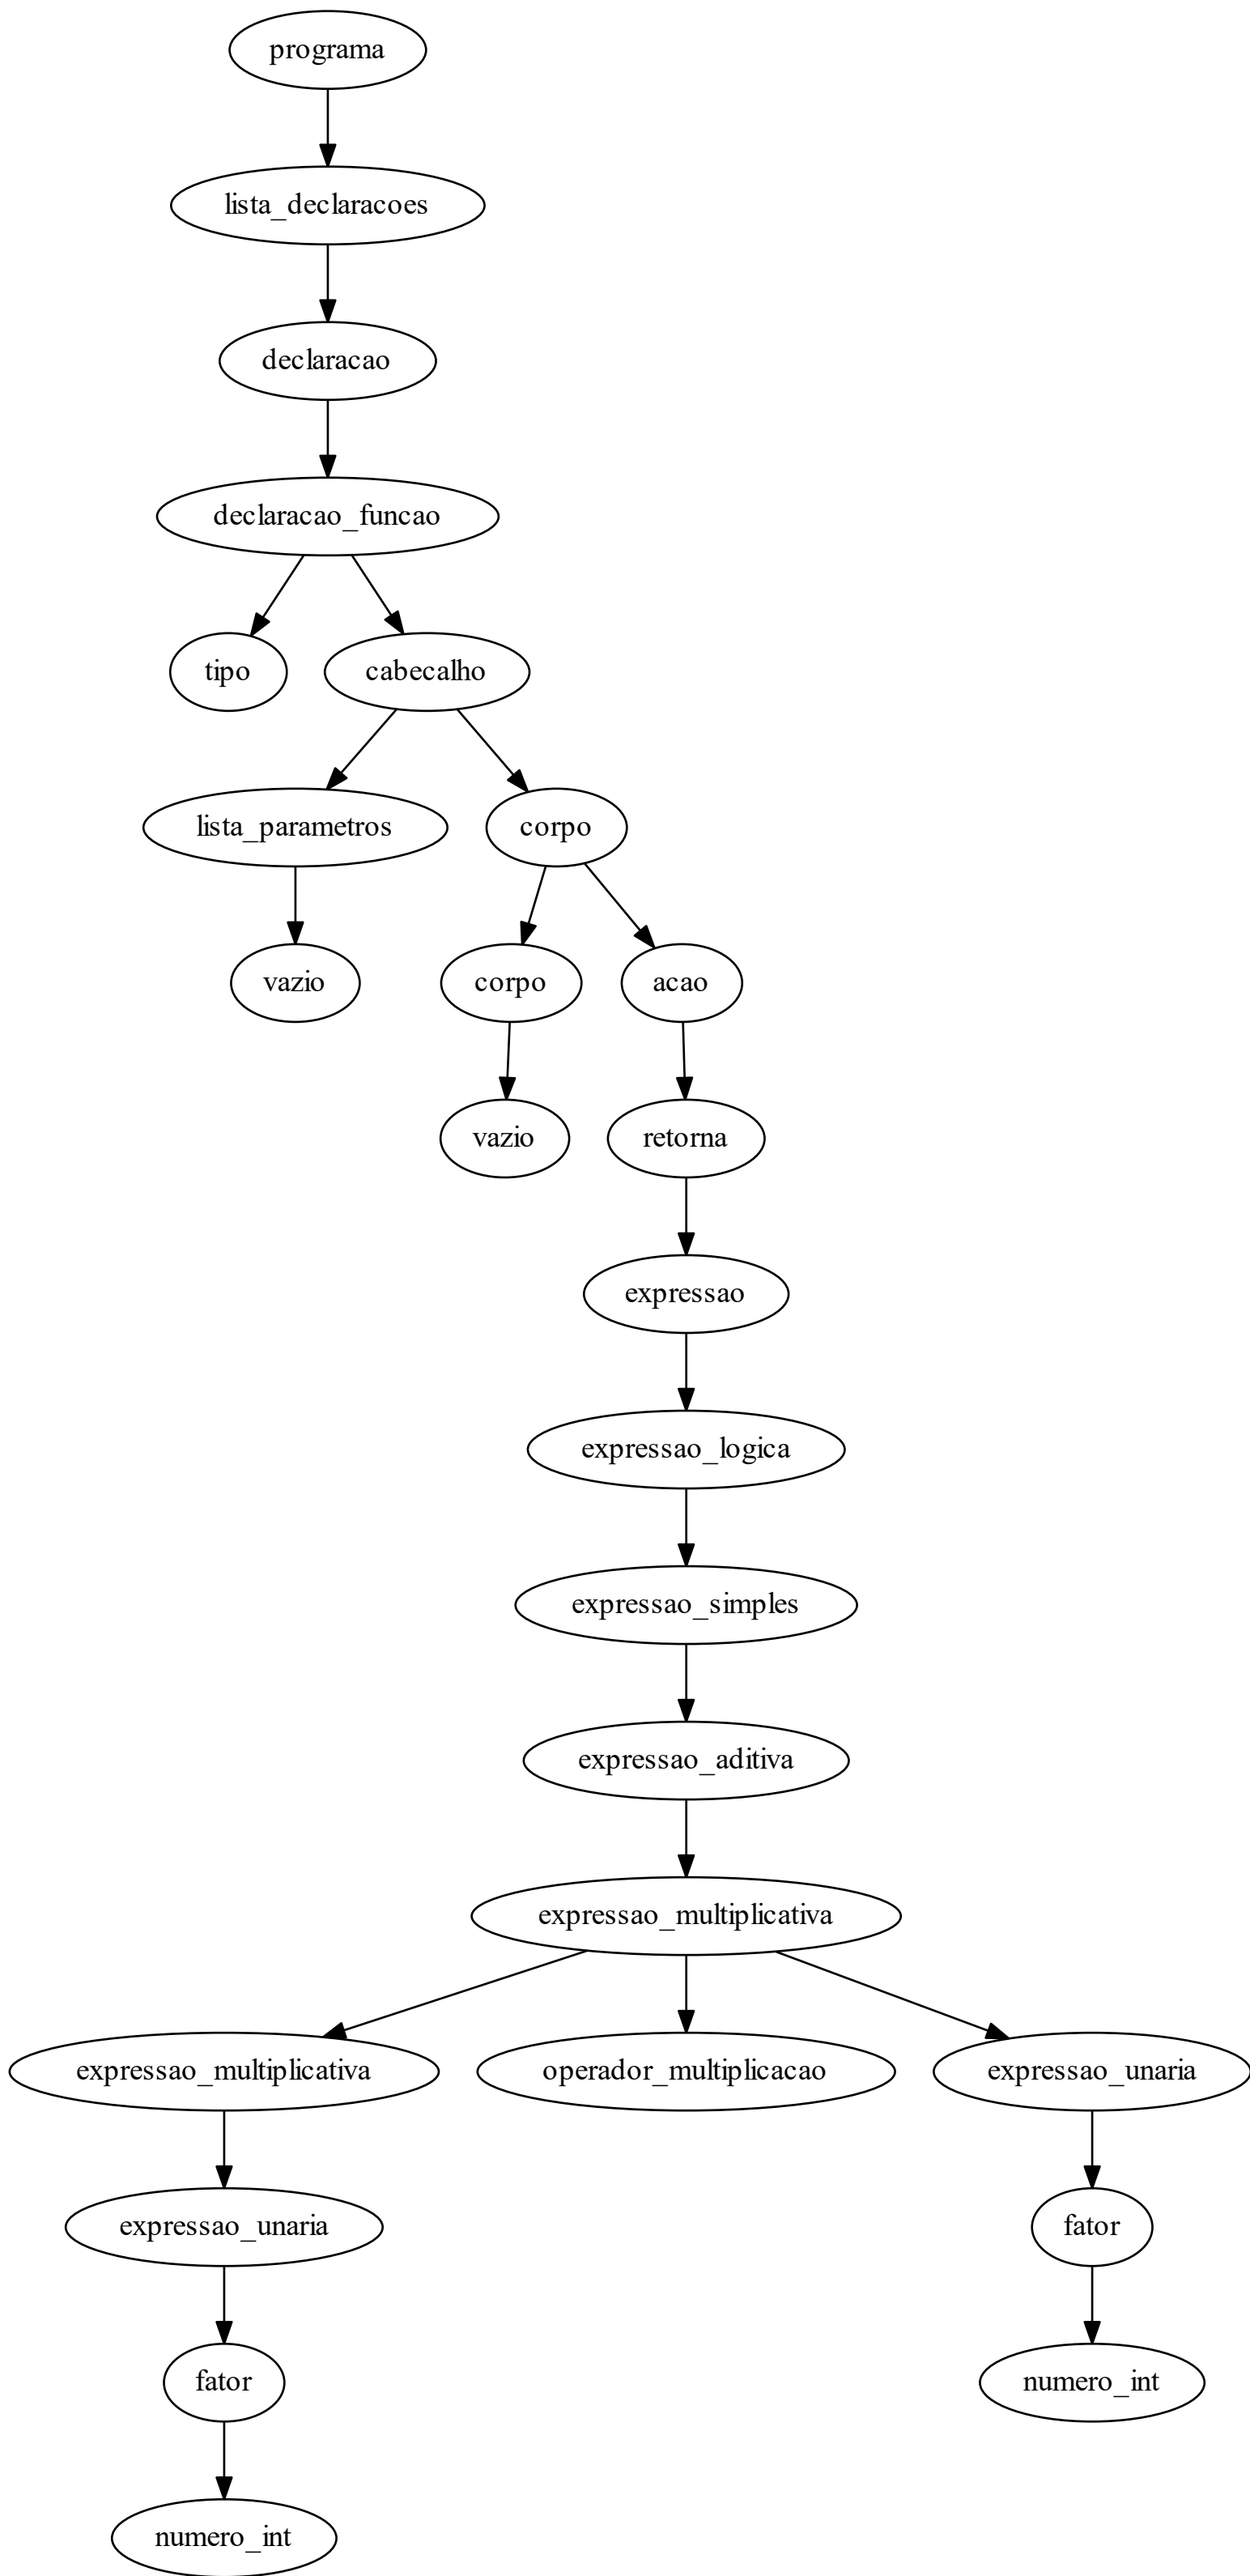 programa
lista_declaracoes
declaracao
declaracao_funcao
tipo
cabecalho
lista_parametros
corpo
vazio
corpo
acao
vazio
retorna
expressao
expressao_logica
expressao_simples
expressao_aditiva
expressao_multiplicativa
expressao_multiplicativa
operador_multiplicacao
expressao_unaria
expressao_unaria
fator
fator
numero_int
numero_int